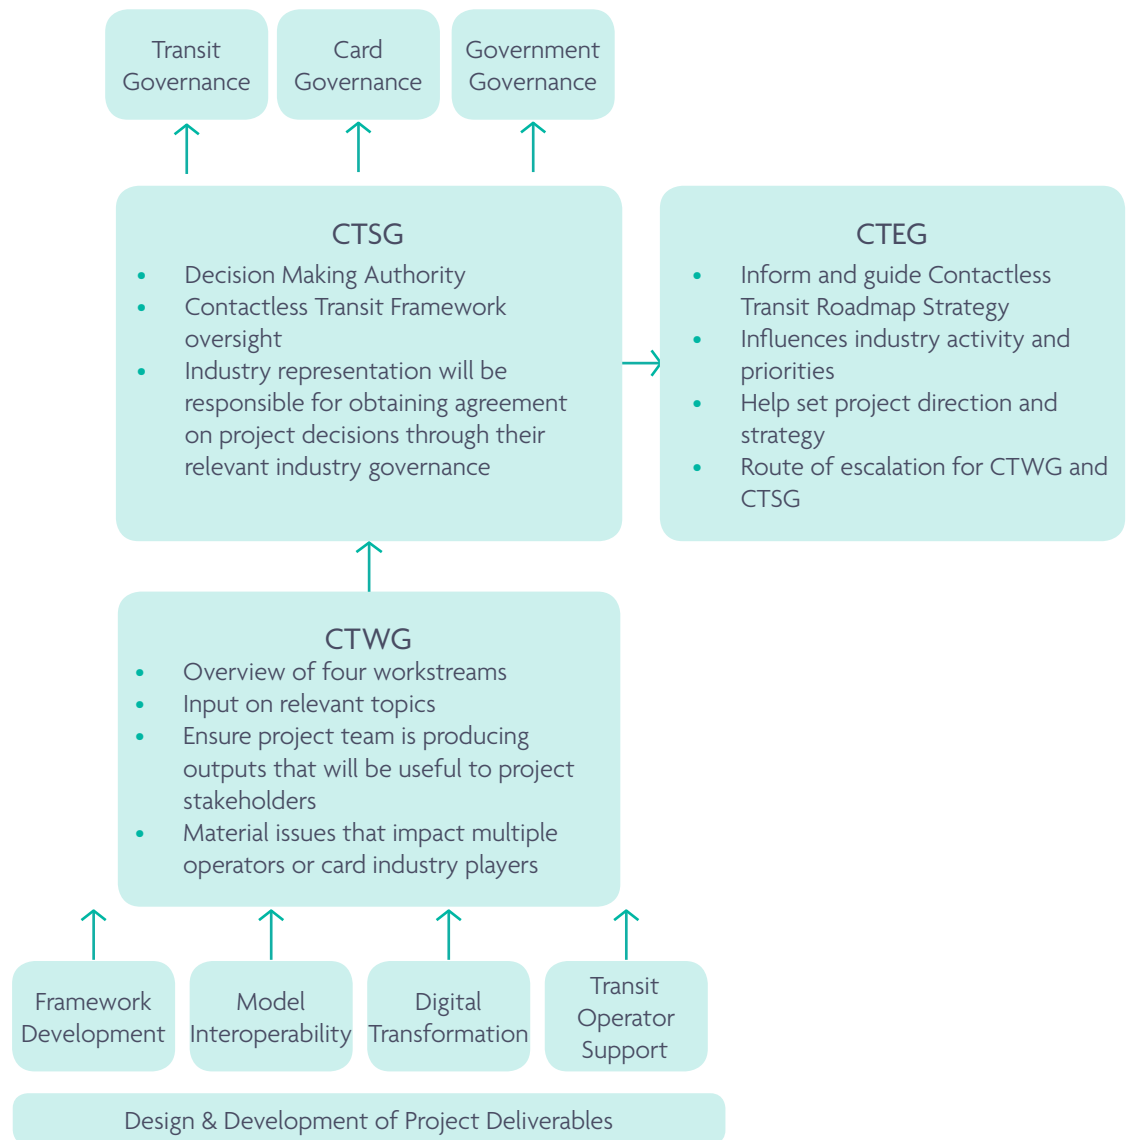 Transit
Governance
Card
Governance
Government
Governance
CTSG
• Decision Making Authority
• Contactless Transit Framework
oversight
• Industry representation will be
responsible for obtaining agreement
on project decisions through their
relevant industry governance
CTEG
• Inform and guide Contactless
Transit Roadmap Strategy
• Influences industry activity and
priorities
• Help set project direction and
strategy
• Route of escalation for CTWG and
CTSG
CTWG
• Overview of four workstreams
• Input on relevant topics
• Ensure project team is producing
outputs that will be useful to project
stakeholders
• Material issues that impact multiple
operators or card industry players
Framework
Development
Model
Interoperability
Digital
Transformation
Transit
Operator
Support
Design & Development of Project Deliverables